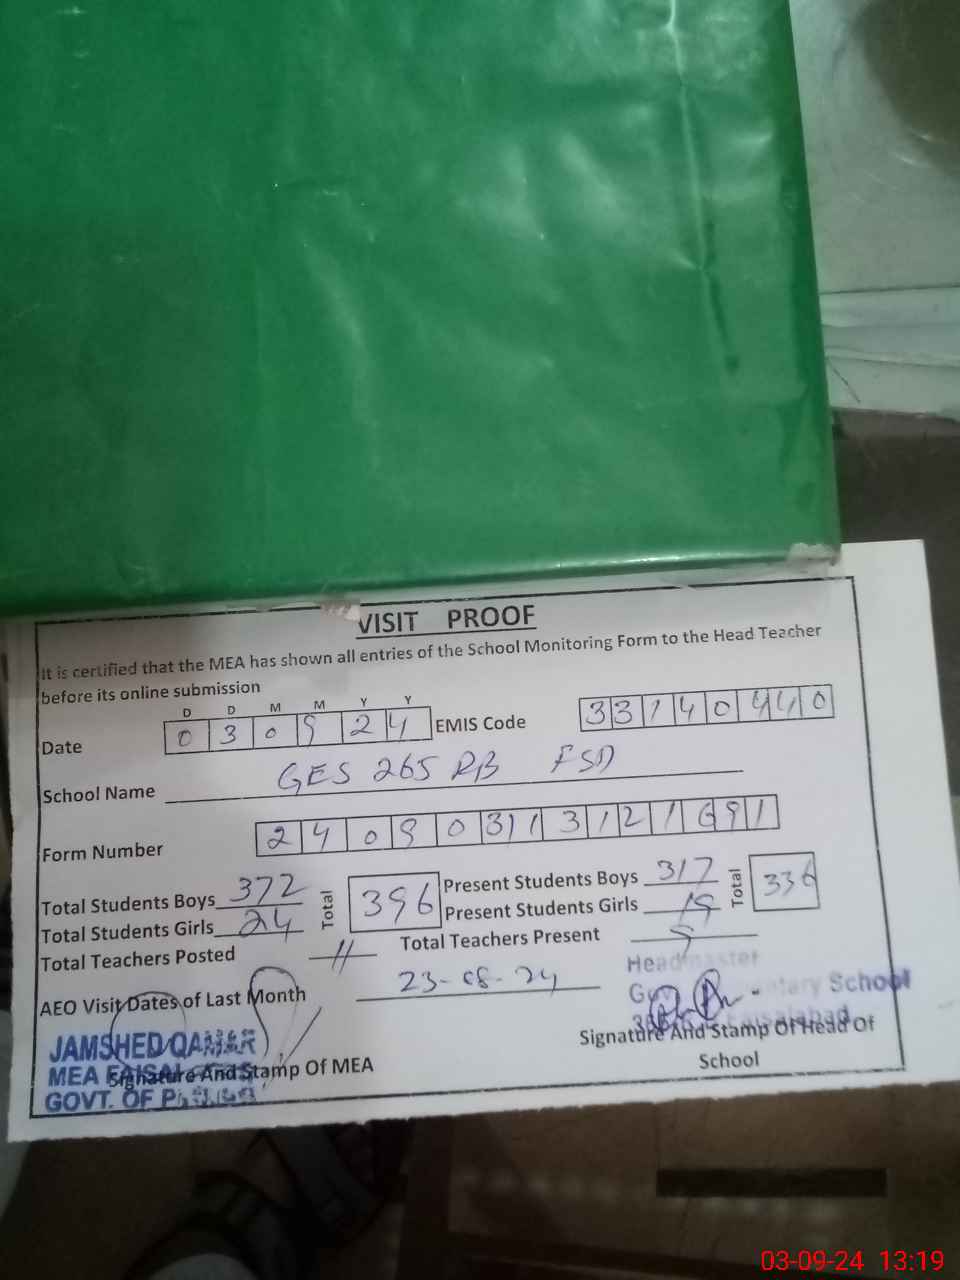 VISIT PROOF
It is certified that the MEA has shown all entries of the School Monitoring Form to the Head Teacher
before its online submission
D D M M Y Y
Date 0 3 0 9 2 4 EMIS Code 3 3 1 4 0 4 4 0
School Name GES 265 RB FSD
Form Number 2 4 0 9 0 3 1 1 3 1 2 1 6 9 1
Total Students Boys 372 Total 396 Present Students Boys 317 Total 336
Total Students Girls 24 Present Students Girls 19
Total Teachers Posted 11 Total Teachers Present 9
AEO Visit Dates of Last Month 23-08-24
Headmaster
School
Faisalabad
JAMSHED QAMAR
MEA
GOVT. OF
Signature And Stamp Of MEA
Signature And Stamp Of Head Of
School
03-09-24 13:19